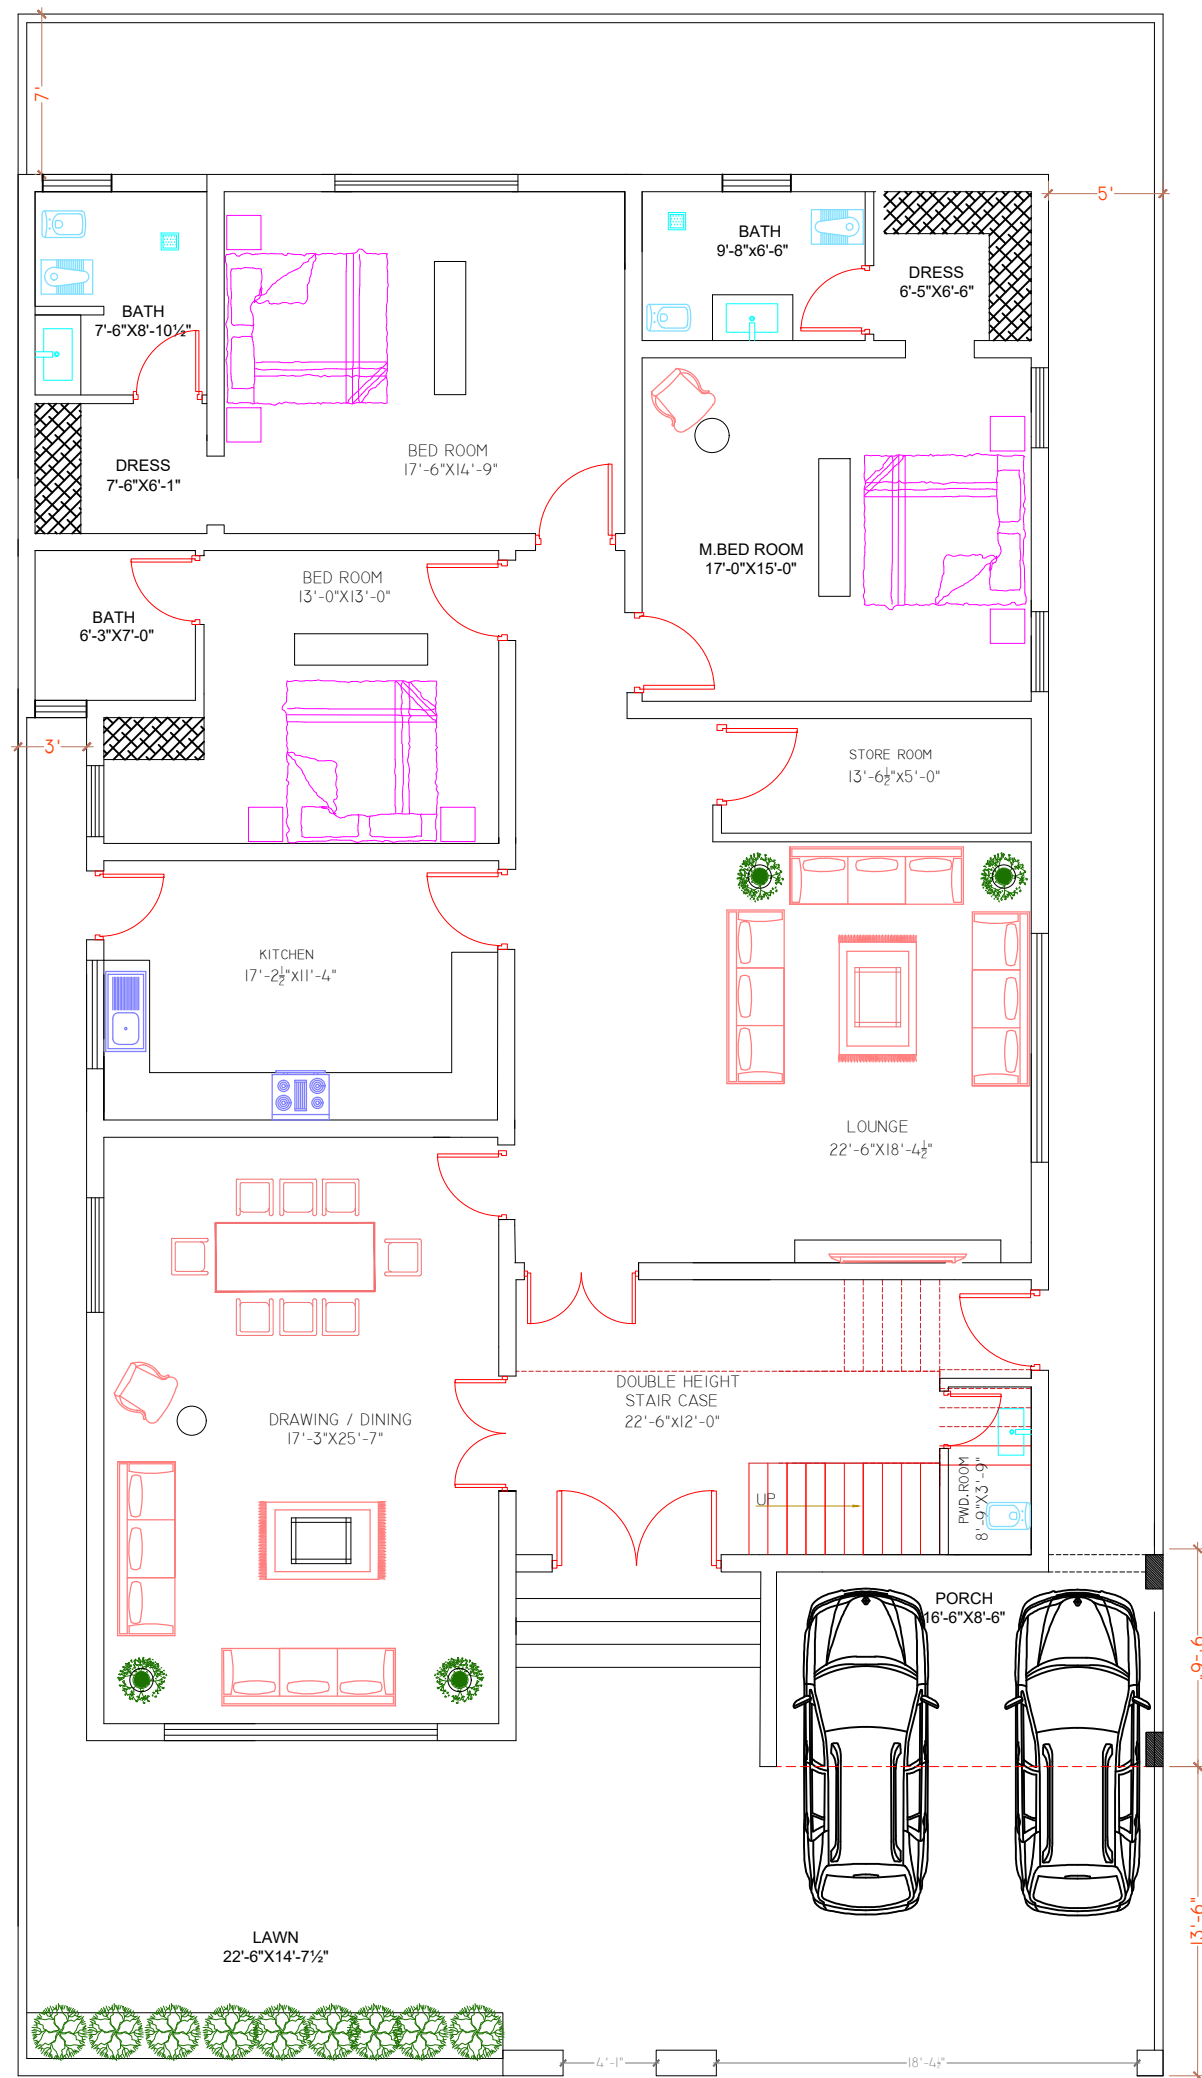 7'
5'
BATH
9'-8"x6'-6"
DRESS
6'-5"X6'-6"
BATH
7'-6"X8'-10½"
BED ROOM
17'-6"X14'-9"
DRESS
7'-6"X6'-1"
M.BED ROOM
17'-0"X15'-0"
BED ROOM
13'-0"X13'-0"
BATH
6'-3"X7'-0"
3'
STORE ROOM
13'-6½"x5'-0"
KITCHEN
17'-2½"x11'-4"
LOUNGE
22'-6"X18'-4½"
DOUBLE HEIGHT
STAIR CASE
22'-6"x12'-0"
DRAWING / DINING
17'-3"X25'-7"
UP
PWD.ROOM
8'-9"X3'-9"
PORCH
16'-6"X8'-6"
9'-6"
13'-6"
LAWN
22'-6"X14'-7½"
4'-1"
18'-4½"